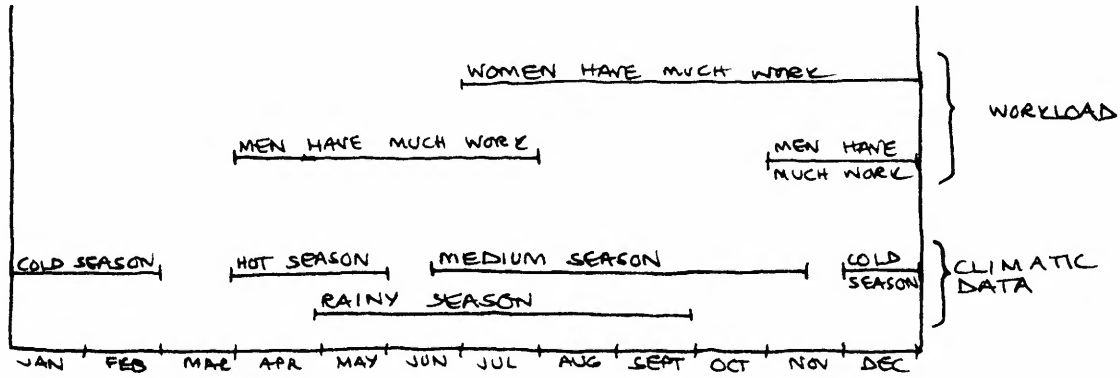 WOMEN HAVE MUCH WORK
WORKLOAD
MEN HAVE MUCH WORK
MEN HAVE
MUCH WORK
COLD SEASON
HOT SEASON
MEDIUM SEASON
COLD
SEASON
CLIMATIC
DATA
RAINY SEASON
JAN FEB MAR APR MAY JUN JUL AUG SEPT OCT NOV DEC